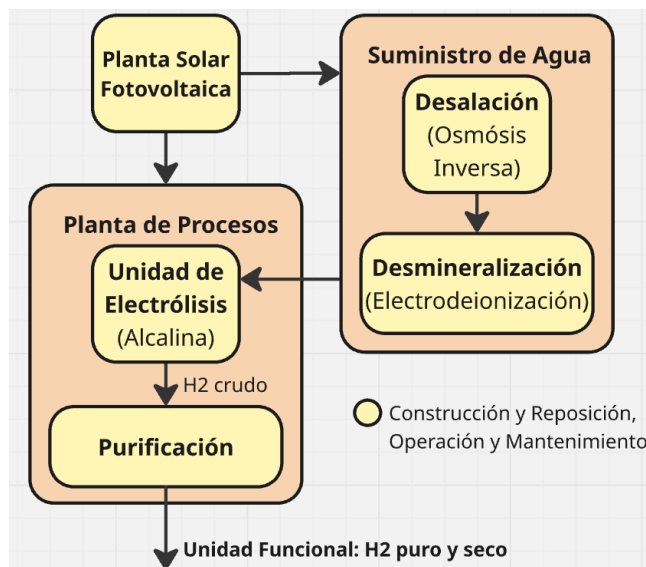 Planta Solar
Fotovoltaica
Suministro de Agua
Desalación
(Osmósis
Inversa)
Desmineralización
(Electrodeionización)
Planta de Procesos
Unidad de
Electrólisis
(Alcalina)
H2 crudo
Purificación
Construcción y Reposición,
Operación y Mantenimiento
Unidad Funcional: H2 puro y seco